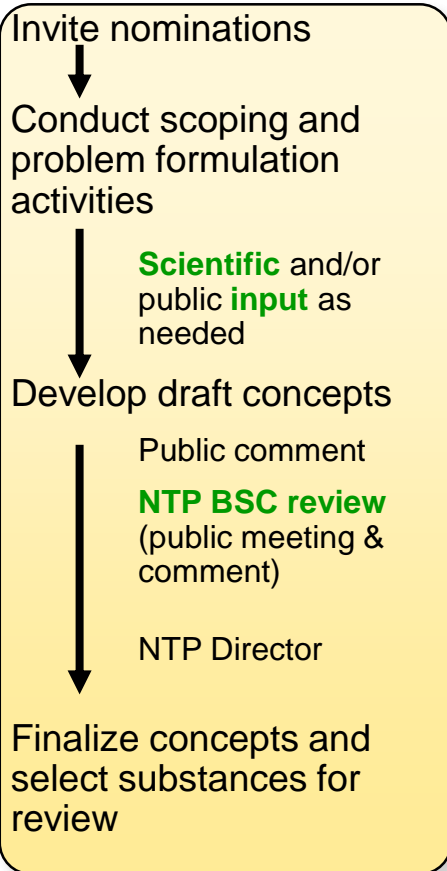 Invite nominations
Conduct scoping and
problem formulation
activities
Scientific and/or
public input as
needed
Develop draft concepts
Public comment
NTP BSC review
(public meeting &
comment)
NTP Director
Finalize concepts and
select substances for
review